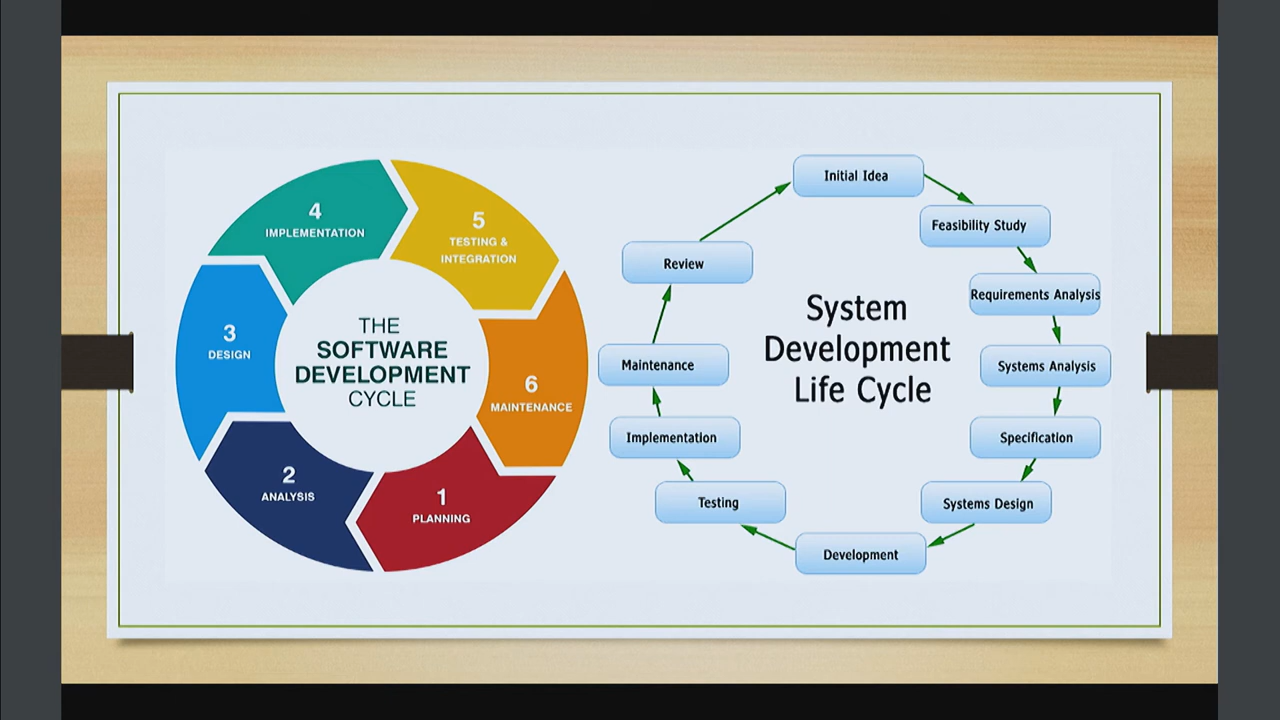 4
IMPLEMENTATION
5
TESTING &
INTEGRATION
3
DESIGN
THE
SOFTWARE
DEVELOPMENT
CYCLE
6
MAINTENANCE
2
ANALYSIS
1
PLANNING
Initial Idea
Feasibility Study
Requirements Analysis
Systems Analysis
Specification
Systems Design
Development
Testing
Implementation
Maintenance
Review
System
Development
Life Cycle